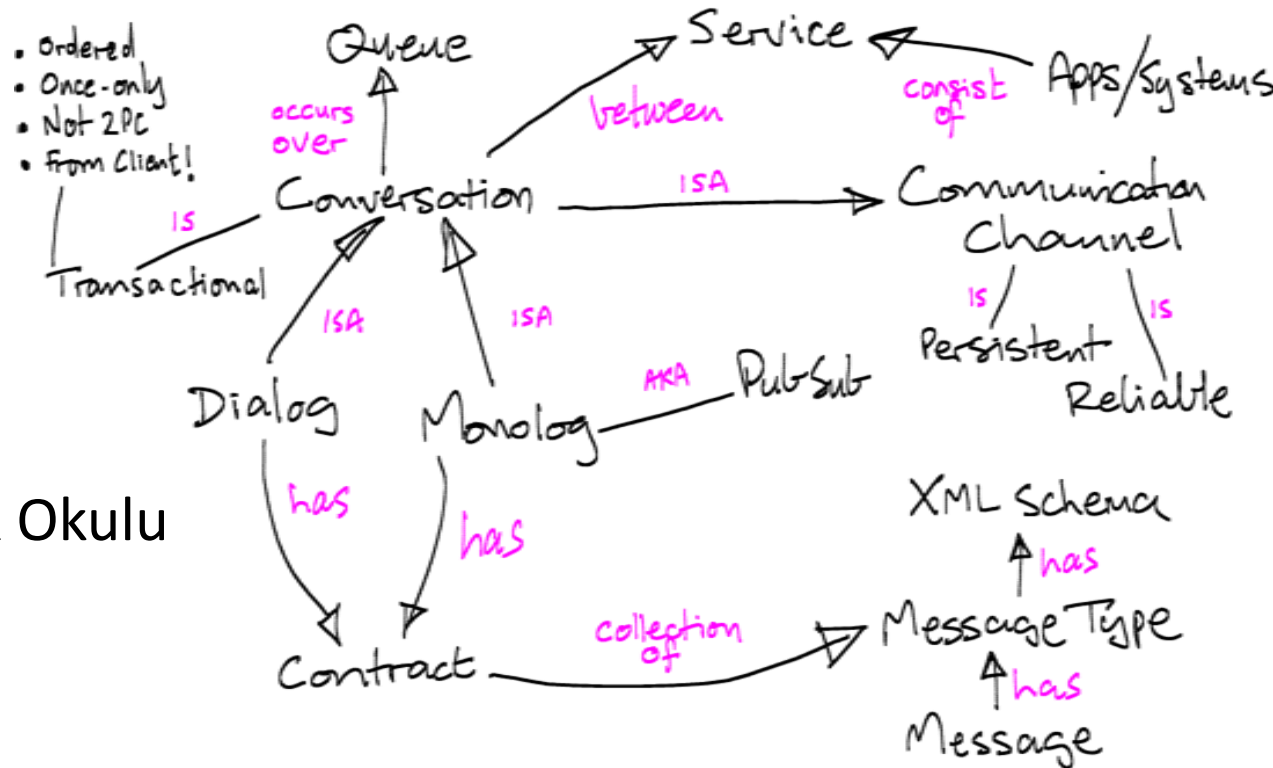 • Ordered
• Once-only
• Not 2PC
• From Client!
Queue
Service
Apps/Systems
occurs
over
between
consist
of
Conversation
ISA
Communication
Channel
IS
Transactional
ISA
ISA
IS
IS
Persistent
Reliable
Dialog
Monolog
AKA
PubSub
has
has
Okulu
XML Schema
has
Contract
collection
of
Message Type
has
Message